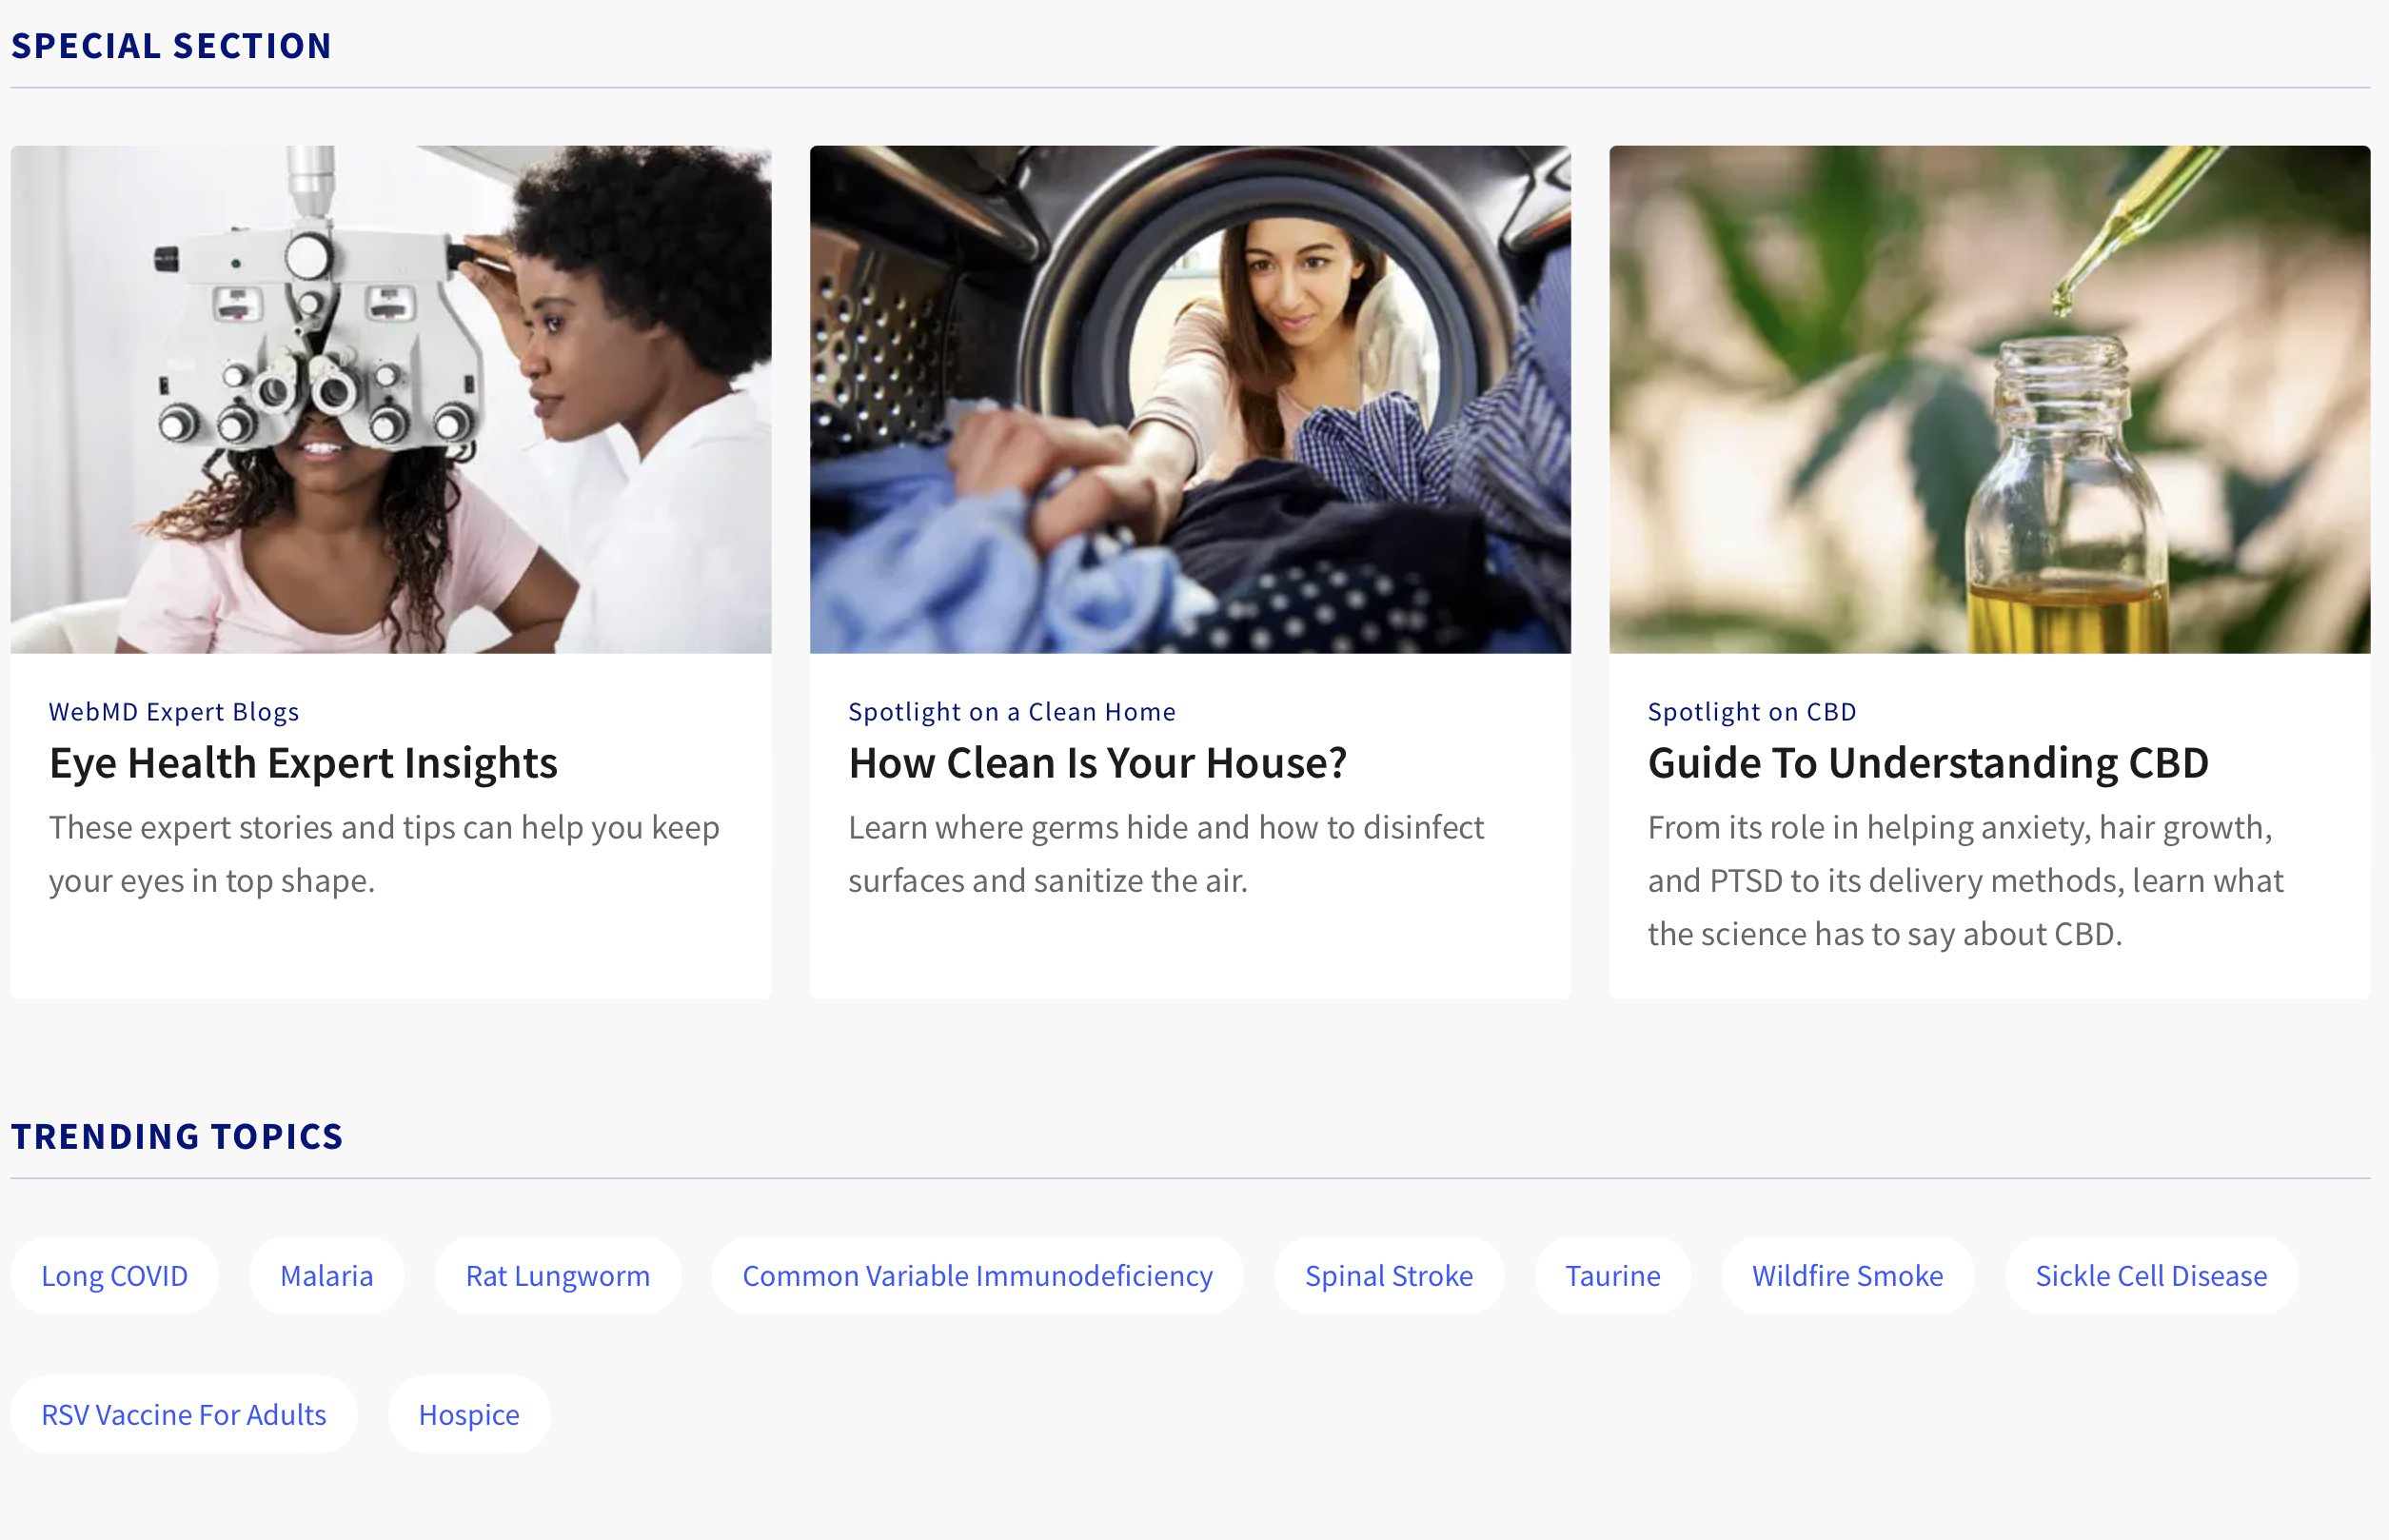 SPECIAL SECTION
WebMD Expert Blogs
Eye Health Expert Insights
These expert stories and tips can help you keep
your eyes in top shape.
Spotlight on a Clean Home
How Clean Is Your House?
Learn where germs hide and how to disinfect
surfaces and sanitize the air.
Spotlight on CBD
Guide To Understanding CBD
From its role in helping anxiety, hair growth,
and PTSD to its delivery methods, learn what
the science has to say about CBD.
TRENDING TOPICS
Long COVID
Malaria
Rat Lungworm
Common Variable Immunodeficiency
Spinal Stroke
Taurine
Wildfire Smoke
Sickle Cell Disease
RSV Vaccine For Adults
Hospice